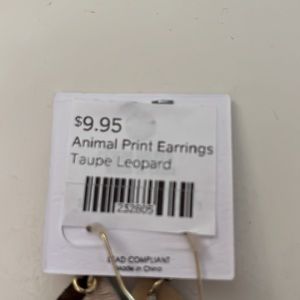 $9.95
Animal Print Earrings
Taupe Leopard
232805
LEAD COMPLIANT
Made in China